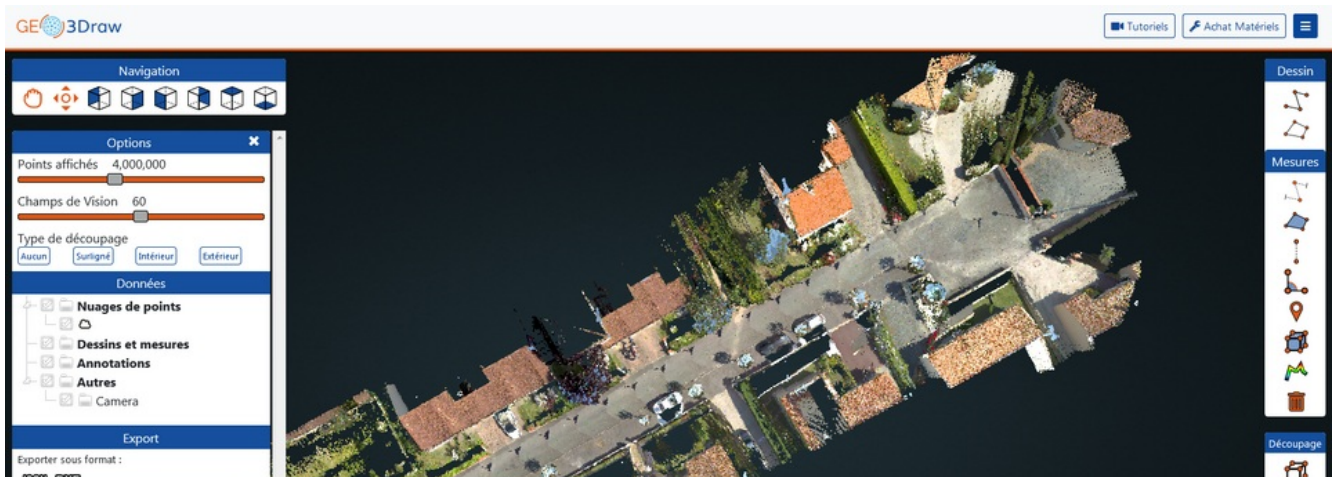 GEO3Draw
Tutoriels
Achat Matériels
Navigation
Options
Points affichés 4,000,000
Champs de Vision 60
Type de découpage
Aucun Surligné Intérieur Extérieur
Données
Nuages de points
Dessins et mesures
Annotations
Autres
Camera
Export
Exporter sous format :
Dessin
Mesures
Découpage